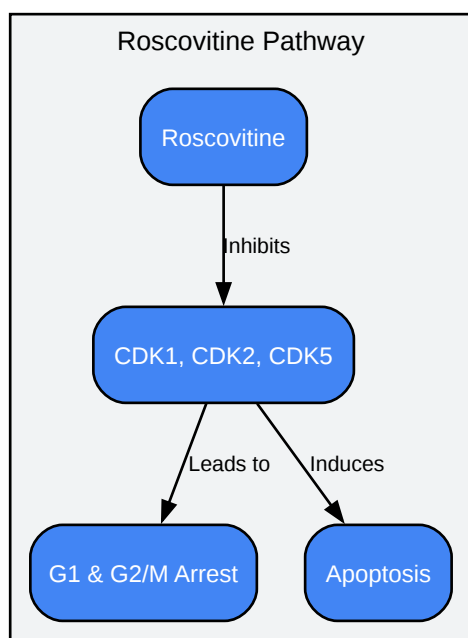 Roscovitine Pathway
Roscovitine
Inhibits
CDK1, CDK2, CDK5
Leads to
Induces
G1 & G2/M Arrest
Apoptosis